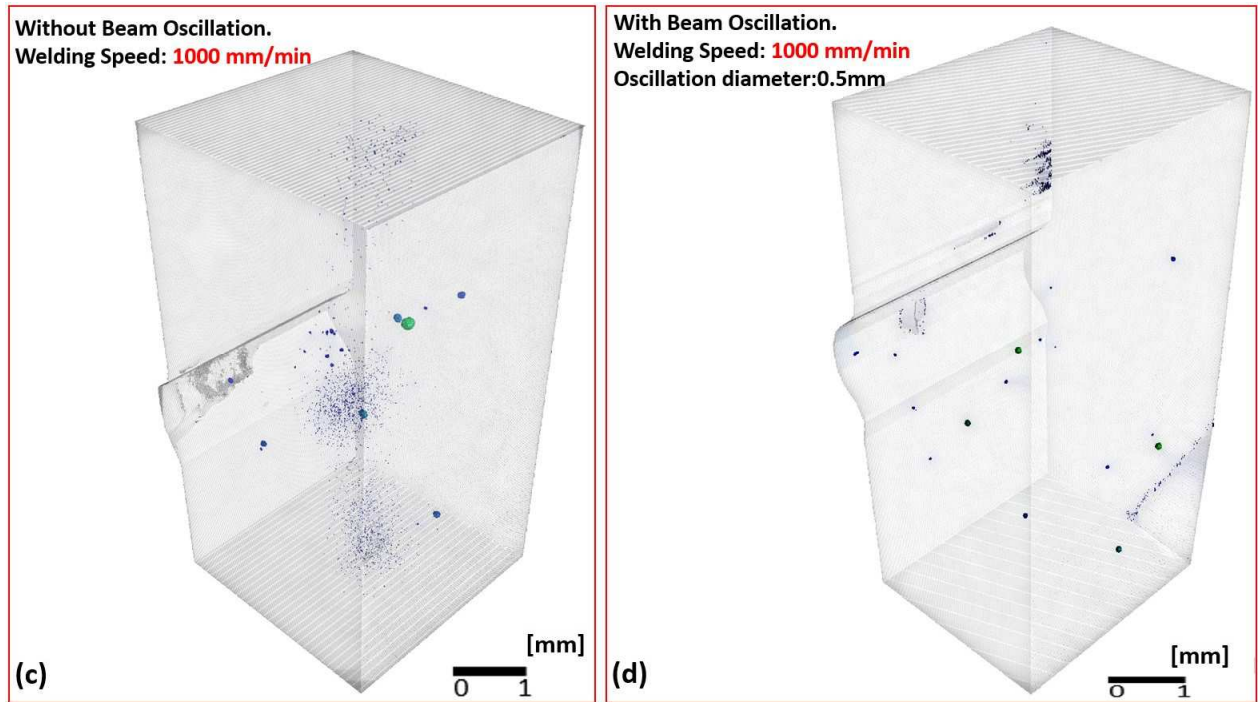 Without Beam Oscillation.
Welding Speed: 1000 mm/min
[mm]
(c)
0 1
With Beam Oscillation.
Welding Speed: 1000 mm/min
Oscillation diameter:0.5mm
[mm]
(d)
0 1